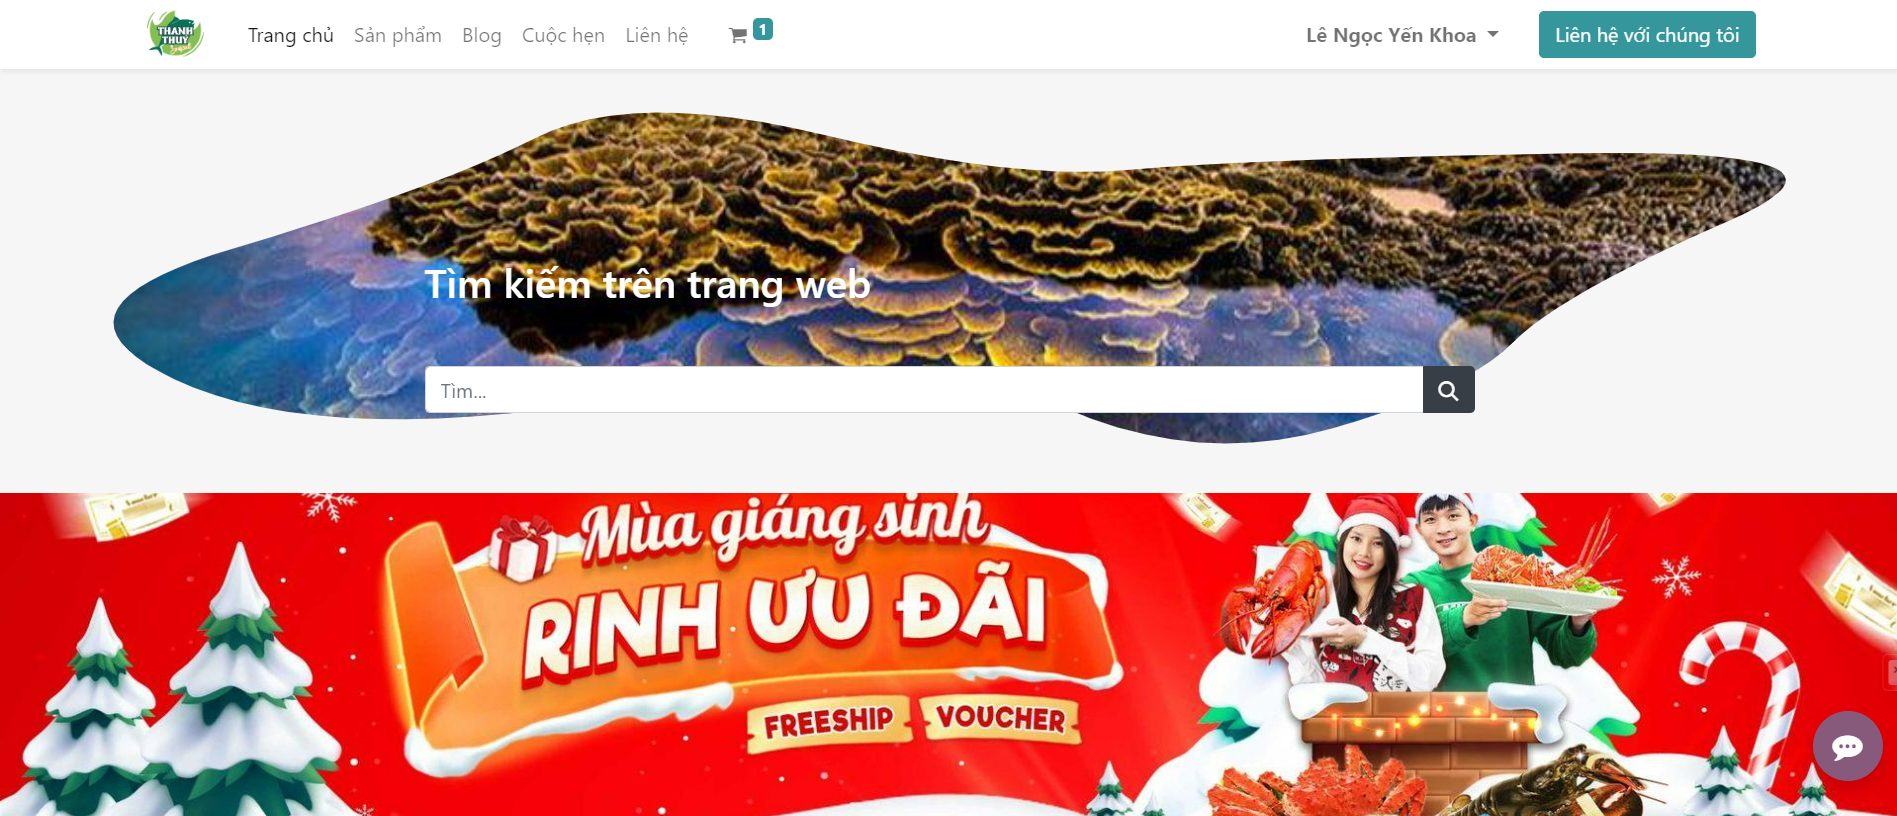 THANH
THUY
Trang chủ
Sản phẩm
Blog
Cuộc hẹn
Liên hệ
1
Lê Ngọc Yến Khoa
Liên hệ với chúng tôi
Tìm kiếm trên trang web
Tìm...
Mùa giáng sinh
RINH ƯU ĐÃI
FREESHIP
VOUCHER